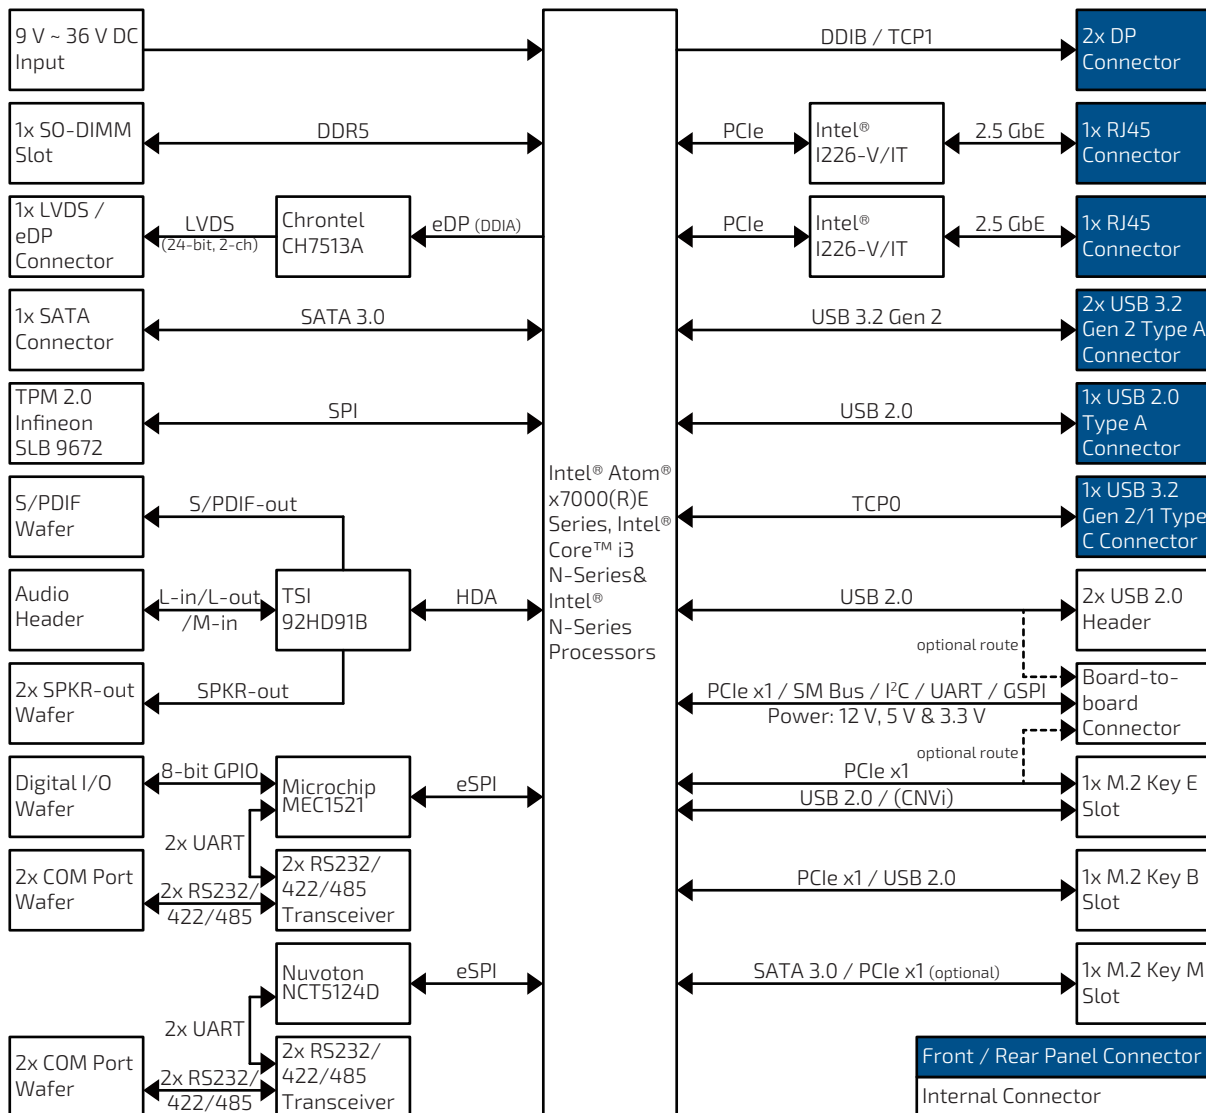 9 V ~ 36 V DC
Input
DDIB / TCP1
2x DP
Connector
1x SO-DIMM
Slot
DDR5
PCIe
Intel®
I226-V/IT
2.5 GbE
1x RJ45
Connector
1x LVDS /
eDP
Connector
LVDS
(24-bit, 2-ch)
Chrontel
CH7513A
eDP (DDIA)
PCIe
Intel®
I226-V/IT
2.5 GbE
1x RJ45
Connector
1x SATA
Connector
SATA 3.0
USB 3.2 Gen 2
2x USB 3.2
Gen 2 Type A
Connector
TPM 2.0
Infineon
SLB 9672
SPI
USB 2.0
1x USB 2.0
Type A
Connector
Intel® Atom®
x7000(R)E
Series, Intel®
Core™ i3
N-Series&
Intel®
N-Series
Processors
S/PDIF
Wafer
S/PDIF-out
TCP0
1x USB 3.2
Gen 2/1 Type
C Connector
Audio
Header
L-in/L-out
/M-in
TSI
92HD91B
HDA
USB 2.0
2x USB 2.0
Header
optional route
2x SPKR-out
Wafer
SPKR-out
PCIe x1 / SM Bus / I²C / UART / GSPI
Power: 12 V, 5 V & 3.3 V
Board-to-
board
Connector
optional route
Digital I/O
Wafer
8-bit GPIO
Microchip
MEC1521
eSPI
PCIe x1
USB 2.0 / (CNVi)
1x M.2 Key E
Slot
2x UART
2x COM Port
Wafer
2x RS232/
422/485
2x RS232/
422/485
Transceiver
PCIe x1 / USB 2.0
1x M.2 Key B
Slot
Nuvoton
NCT5124D
eSPI
SATA 3.0 / PCIe x1 (optional)
1x M.2 Key M
Slot
2x UART
2x COM Port
Wafer
2x RS232/
422/485
2x RS232/
422/485
Transceiver
Front / Rear Panel Connector
Internal Connector